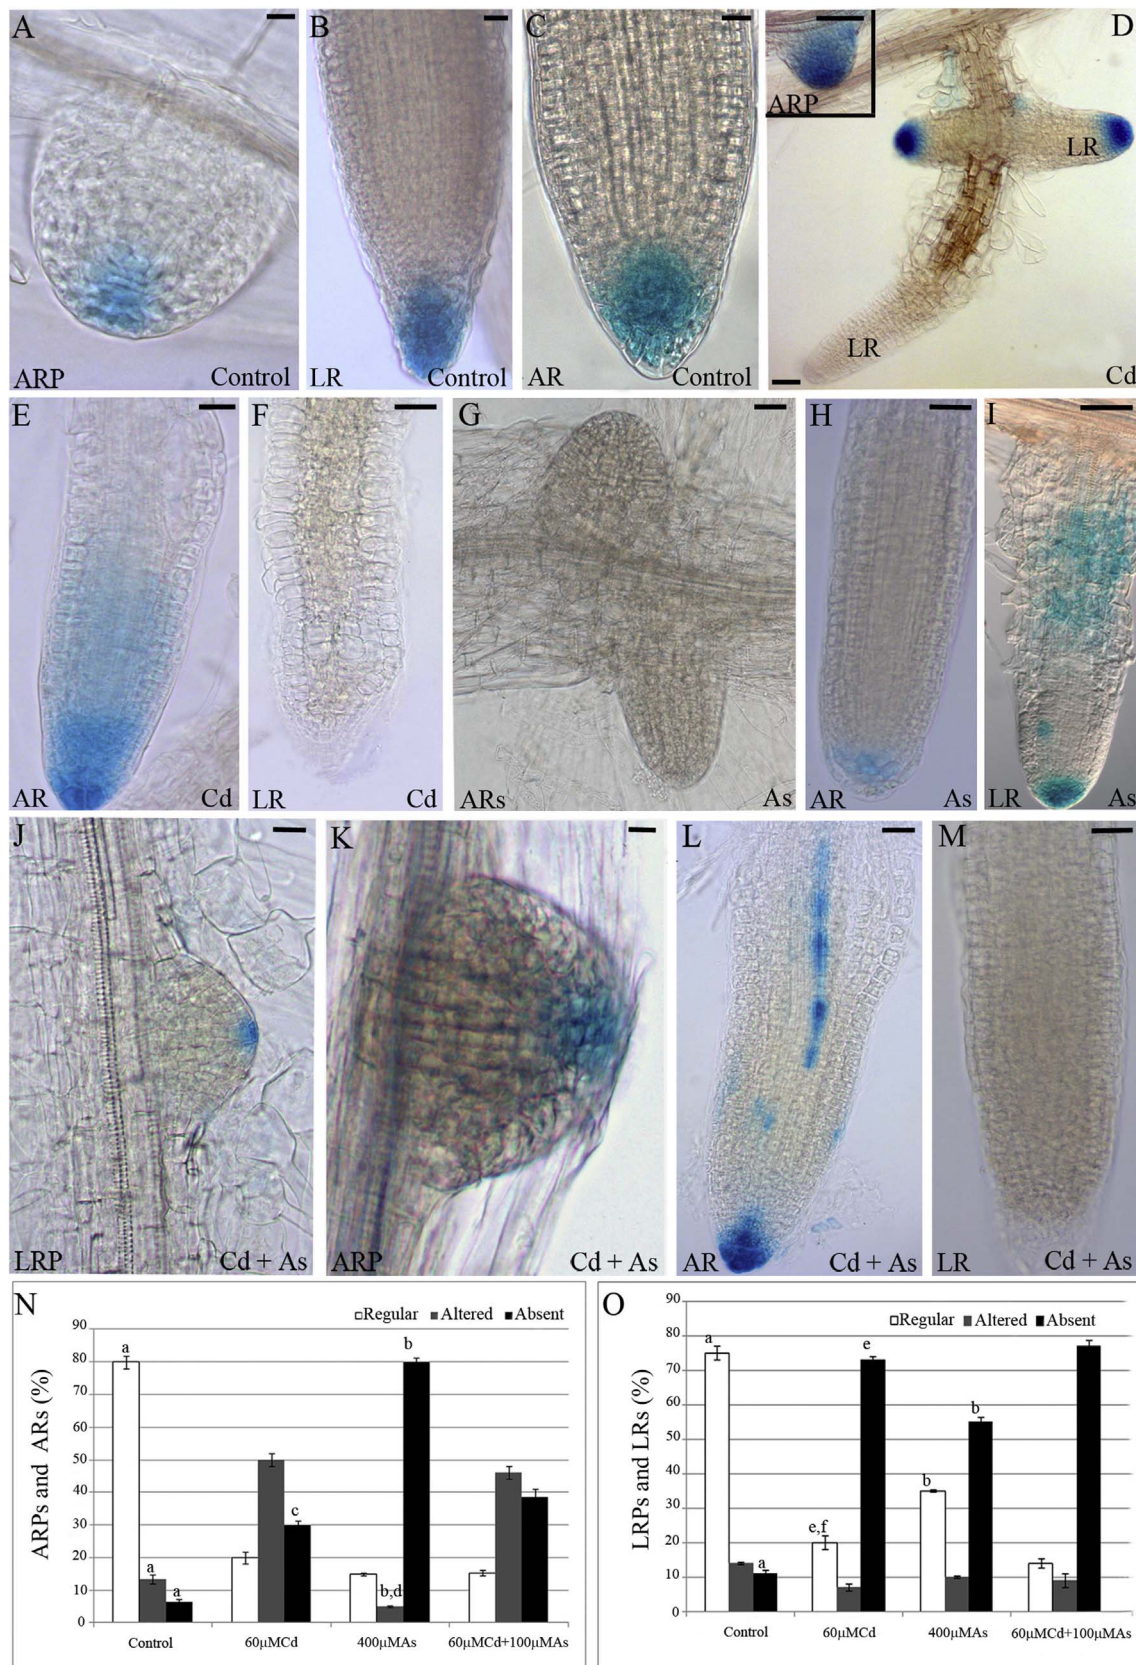 A
ARP
Control
B
LR
Control
C
AR
Control
D
ARP
LR
LR
Cd
E
AR
Cd
F
LR
Cd
G
ARs
As
H
AR
As
I
LR
As
J
LRP
Cd + As
K
ARP
Cd + As
L
AR
Cd + As
M
LR
Cd + As
N
Regular Altered Absent
ARPs and ARs (%)
90
80
70
60
50
40
30
20
10
0
a
a
a
c
b,d
b
Control
60µMCd
400µMAs
60µMCd+100µMAs
O
Regular Altered Absent
LRPs and LRs (%)
90
80
70
60
50
40
30
20
10
0
a
a
e,f
e
b
b
Control
60µMCd
400µMAs
60µMCd+100µMAs